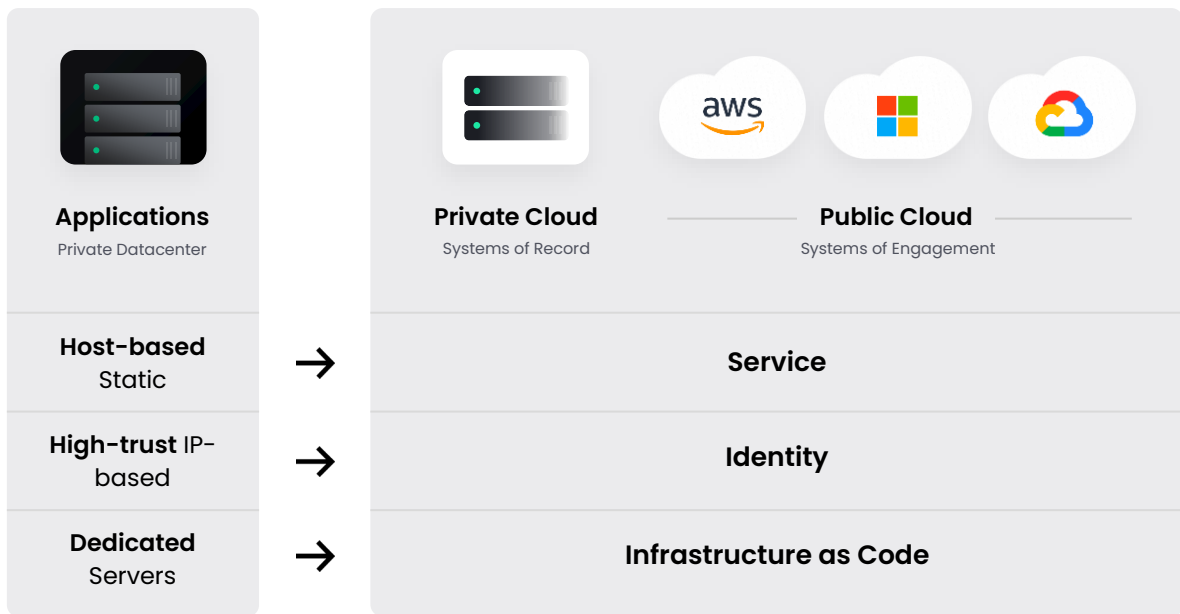 aws
Applications
Private Datacenter
Private Cloud
Systems of Record
Public Cloud
Systems of Engagement
Host-based
Static
Service
High-trust IP-
based
Identity
Dedicated
Servers
Infrastructure as Code